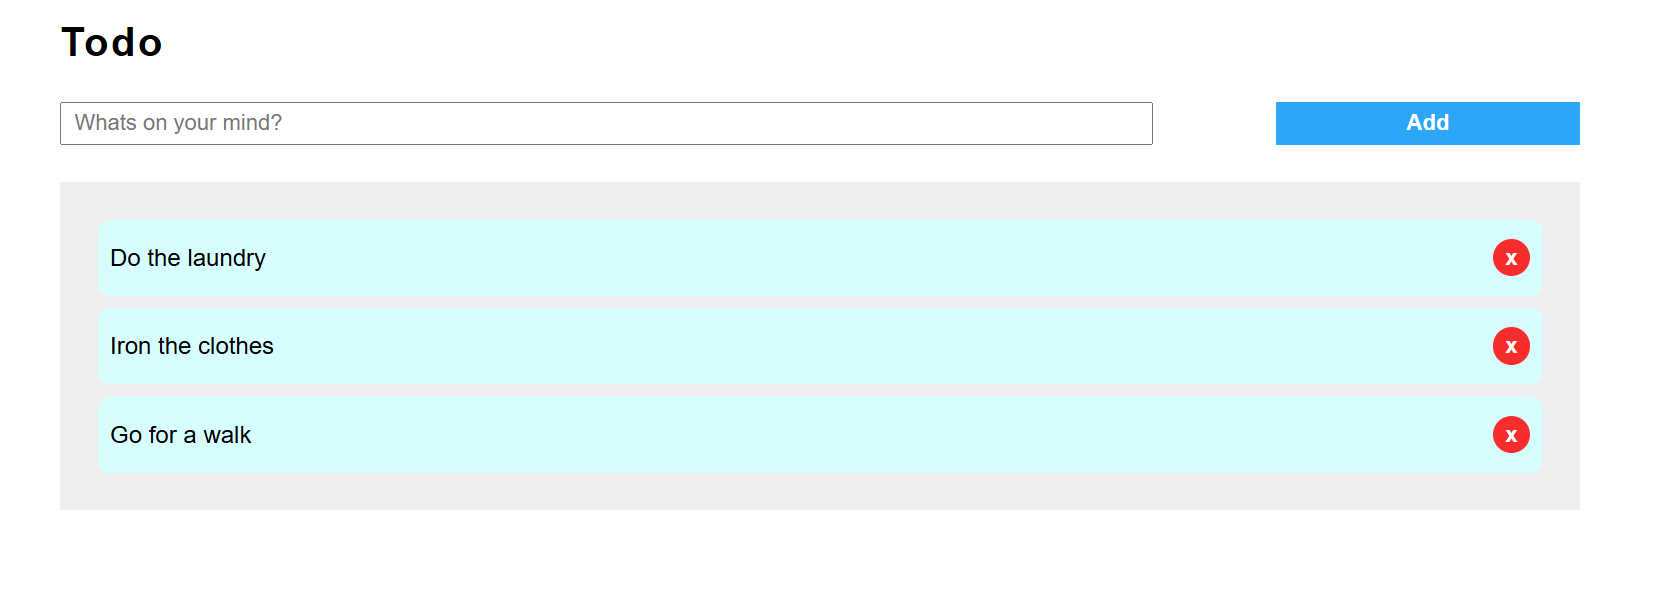 Todo
Whats on your mind?
Add
Do the laundry
x
Iron the clothes
x
Go for a walk
x